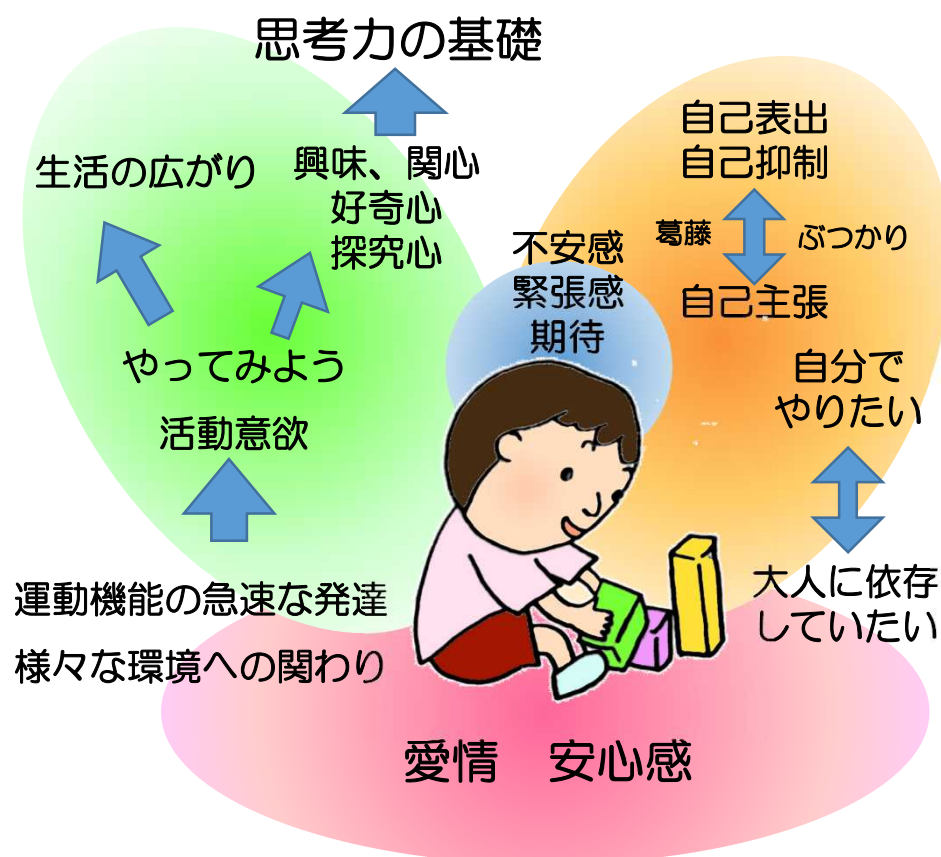 思考力の基礎
生活の広がり
興味、関心
好奇心
探究心
やってみよう
活動意欲
運動機能の急速な発達
様々な環境への関わり
不安感
緊張感
期待
自己表出
自己抑制
葛藤
ぶつかり
自己主張
自分で
やりたい
大人に依存
していたい
愛情 安心感